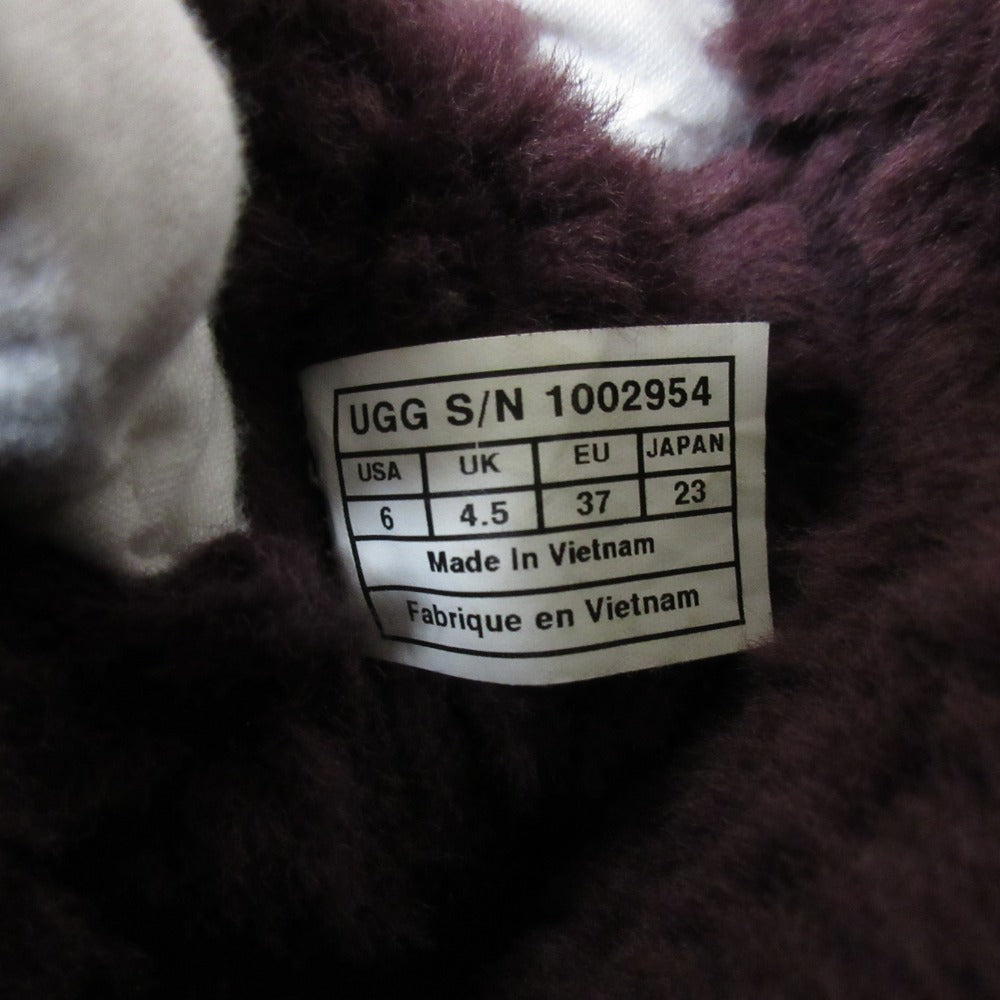 UGG S/N 1002954
USA UK EU JAPAN
6 4.5 37 23
Made In Vietnam
Fabrique en Vietnam